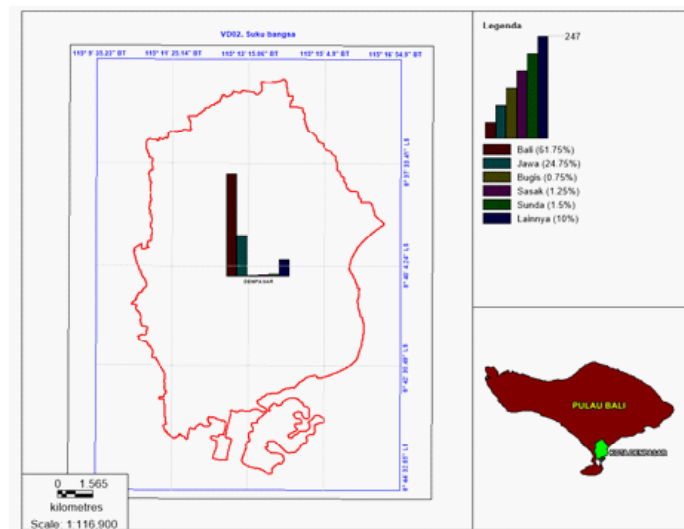 VD02. Suku bangsa
115° 9' 35.23" BT 115° 11' 25.14" BT 115° 13' 15.06" BT 115° 15' 4.9" BT 115° 16' 54.9" BT
8° 37' 39.41" LS
8° 40' 4.24" LS
8° 42' 30.48" LS
8° 44' 32.65" LS
DENPASAR
0 1.565
kilometres
Scale: 1:116.900
Legenda
247
Bali (61.75%)
Jawa (24.75%)
Bugis (0.75%)
Sasak (1.25%)
Sunda (1.5%)
Lainnya (10%)
PULAU BALI
KOTA DENPASAR